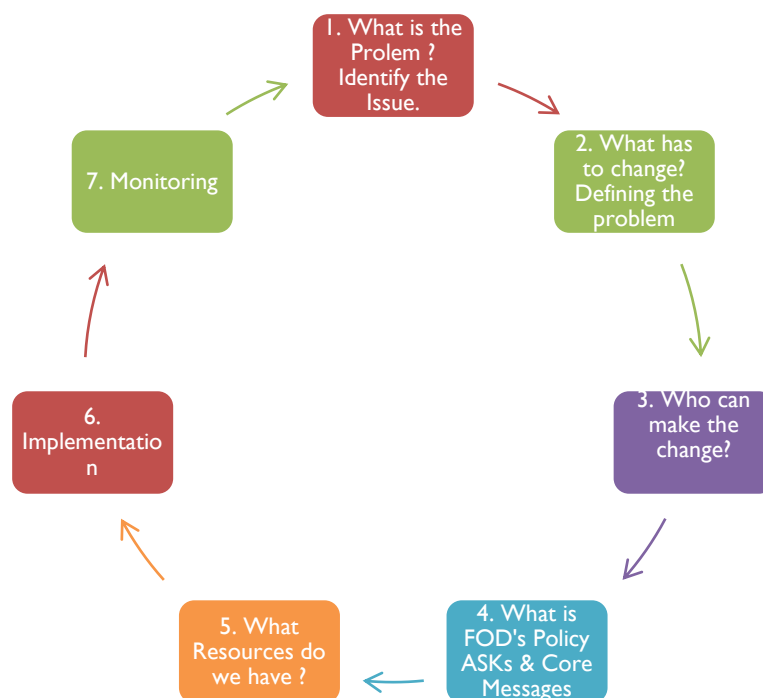 1. What is the
Prolem ?
Identify the
Issue.
2. What has
to change?
Defining the
problem
3. Who can
make the
change?
4. What is
FOD's Policy
ASKs & Core
Messages
5. What
Resources do
we have ?
6.
Implementatio
n
7. Monitoring